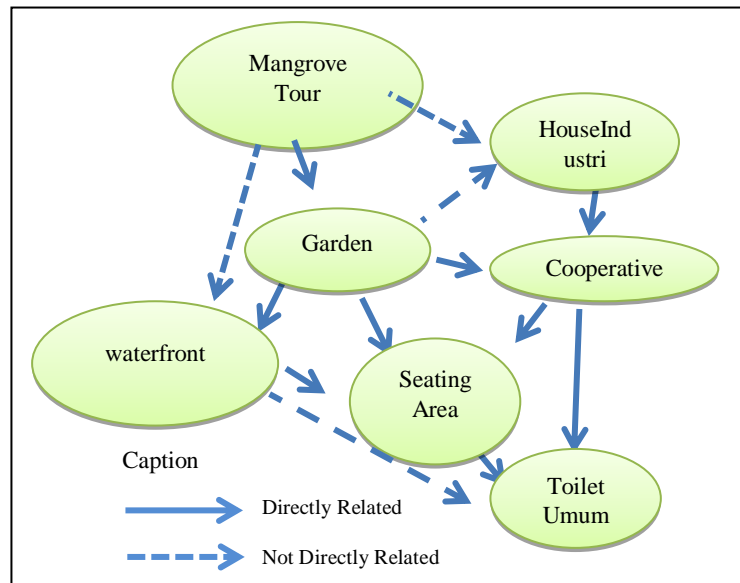 Mangrove
Tour
HouseInd
ustri
Garden
Cooperative
waterfront
Seating
Area
Caption
Toilet
Umum
Directly Related
Not Directly Related